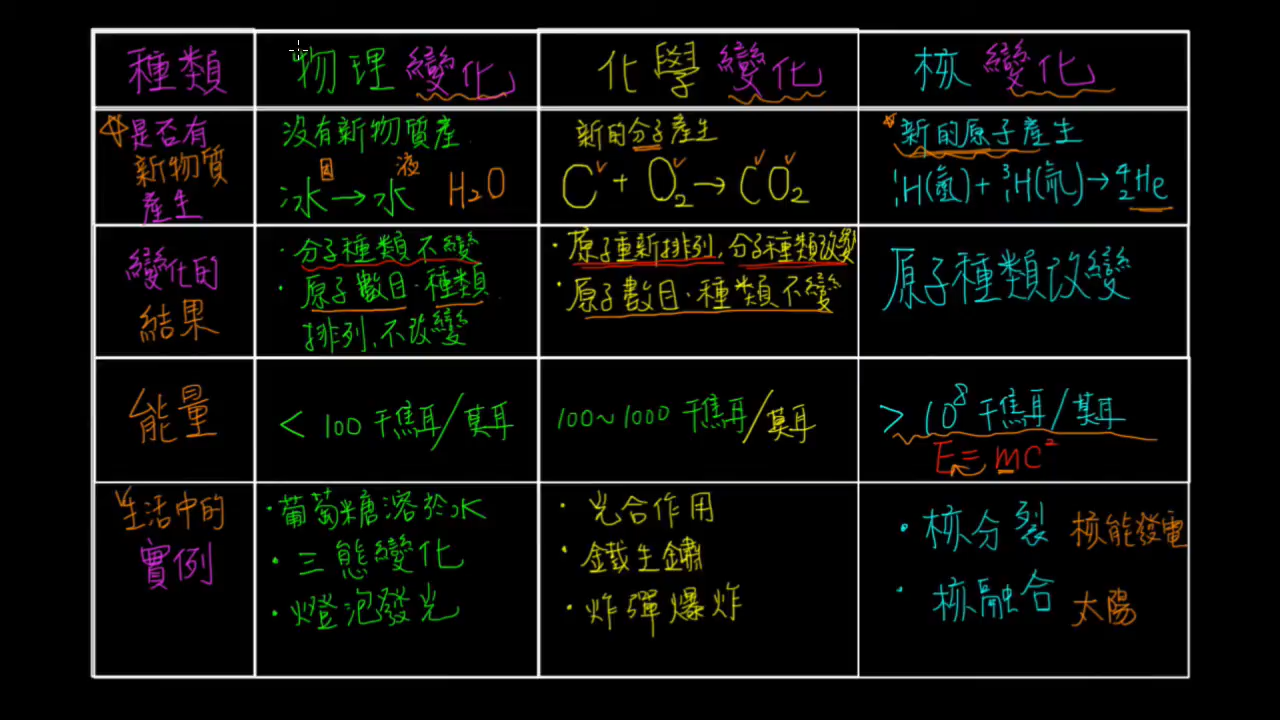 種類
物理變化
化學變化
核變化
是否有
新物質
產生
沒有新物質產
固 液
冰→水 H₂O
新的分子產生
C + O₂→CO₂
新的原子產生
¹₁H(氫)+³₁H(氚)→⁴₂He
變化的
結果
·分子種類不變
·原子數目·種類
排列,不改變
·原子重新排列,分子種類改變
·原子數目·種類不變
原子種類改變
能量
< 100 千焦耳/莫耳
100~1000 千焦耳/莫耳
> 10⁸ 千焦耳/莫耳
E=mc²
生活中的
實例
·葡萄糖溶於水
·三態變化
·燈泡發光
·光合作用
·鐵生鏽
·炸彈爆炸
·核分裂 核能發電
·核融合 太陽